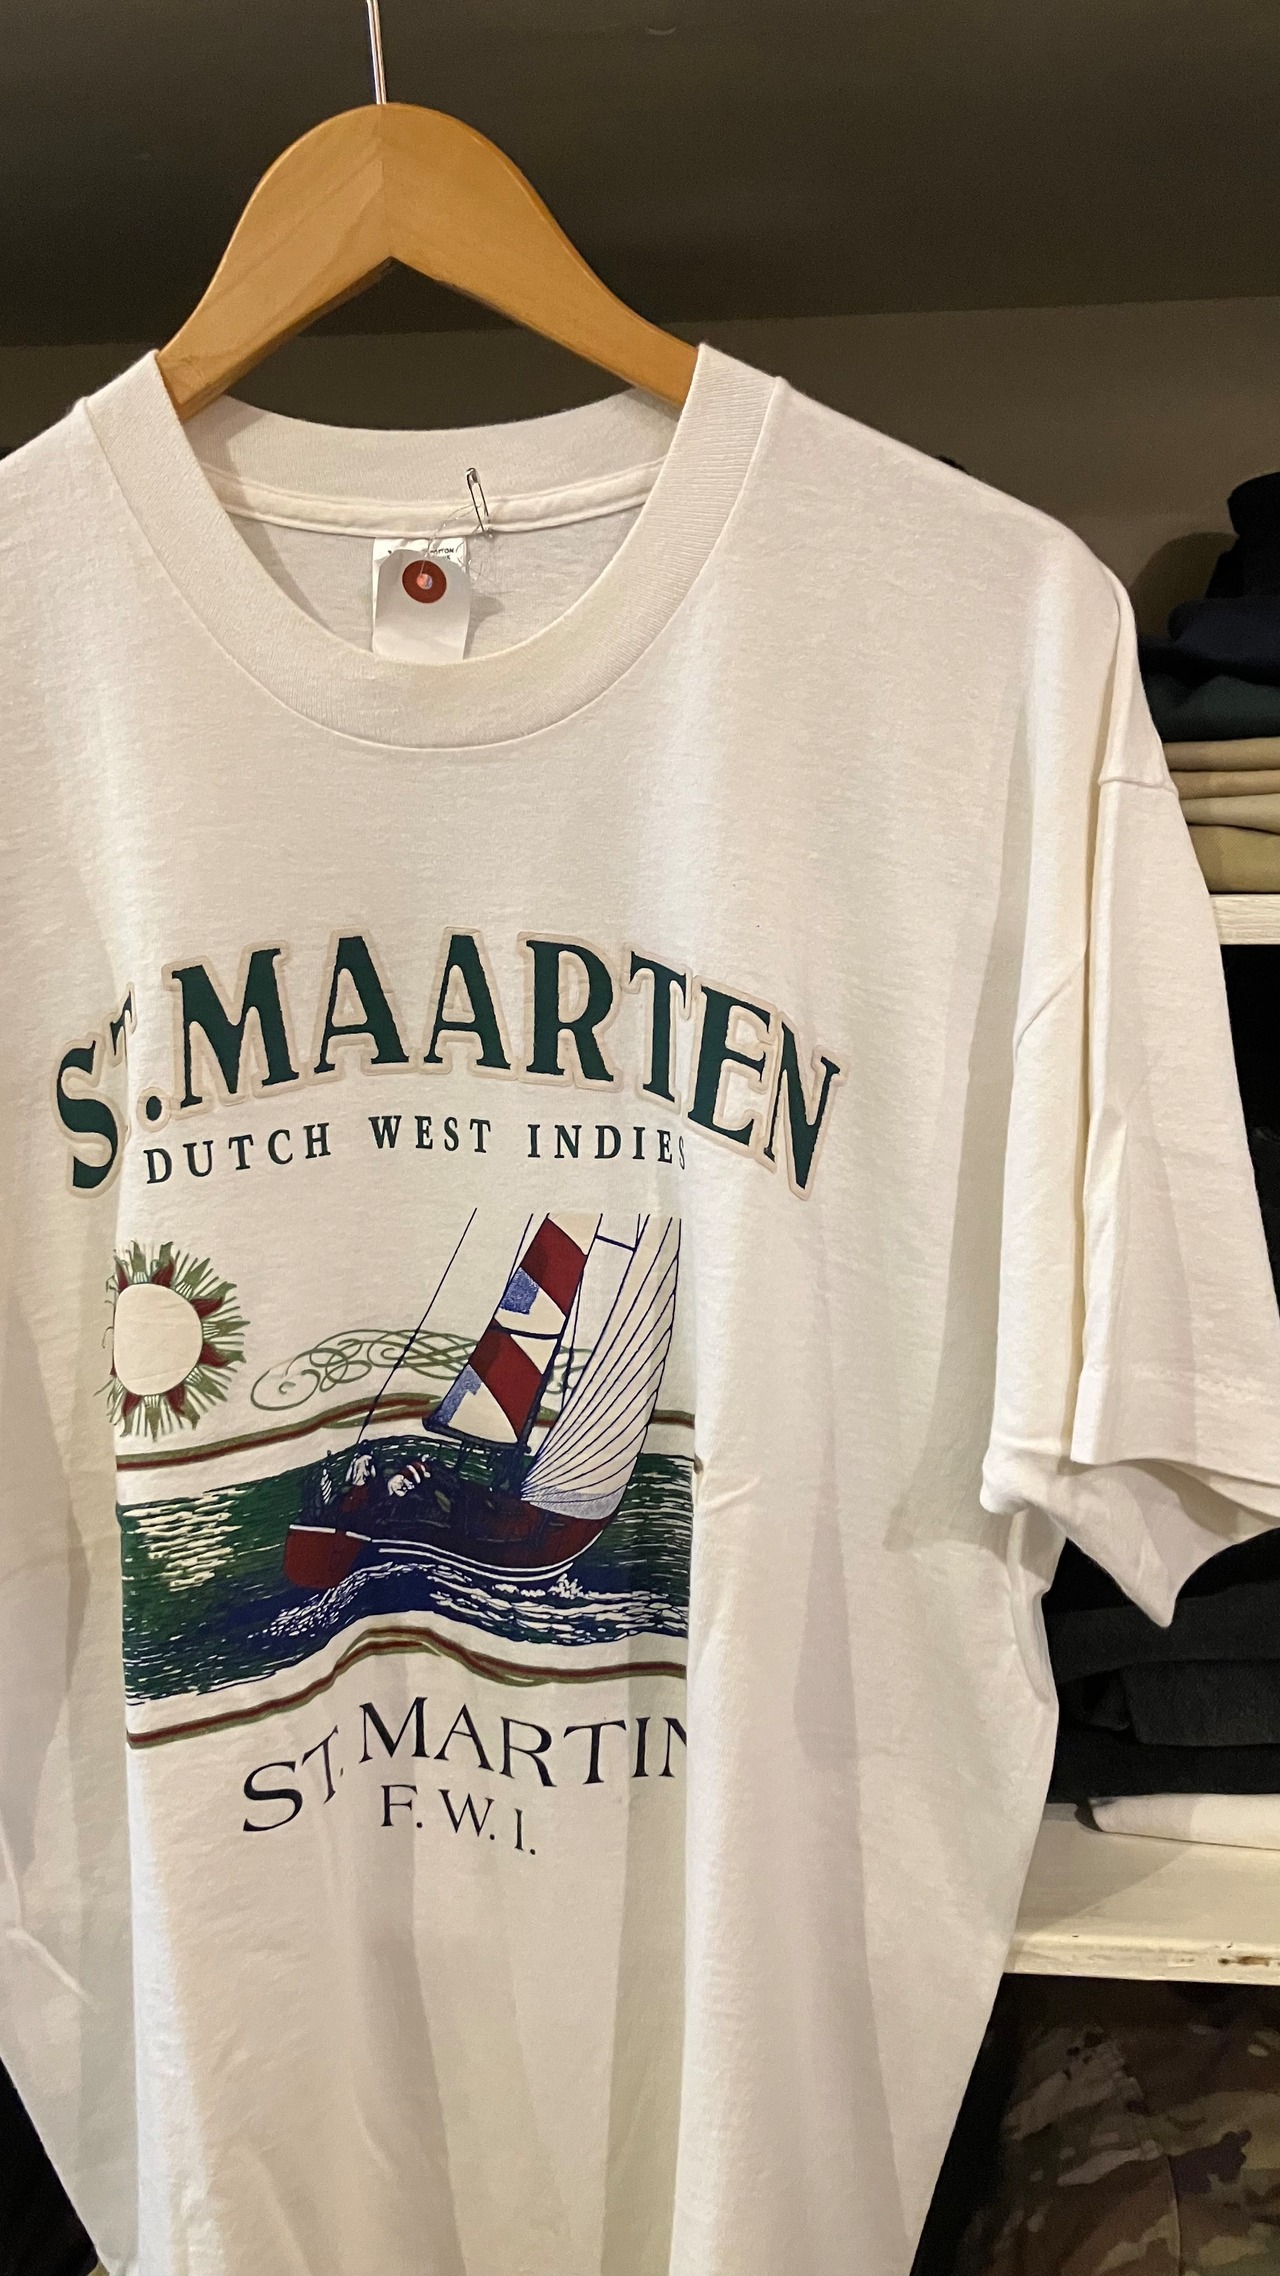 ST. MAARTEN
DUTCH WEST INDIES
ST. MARTIN
F.W.I.